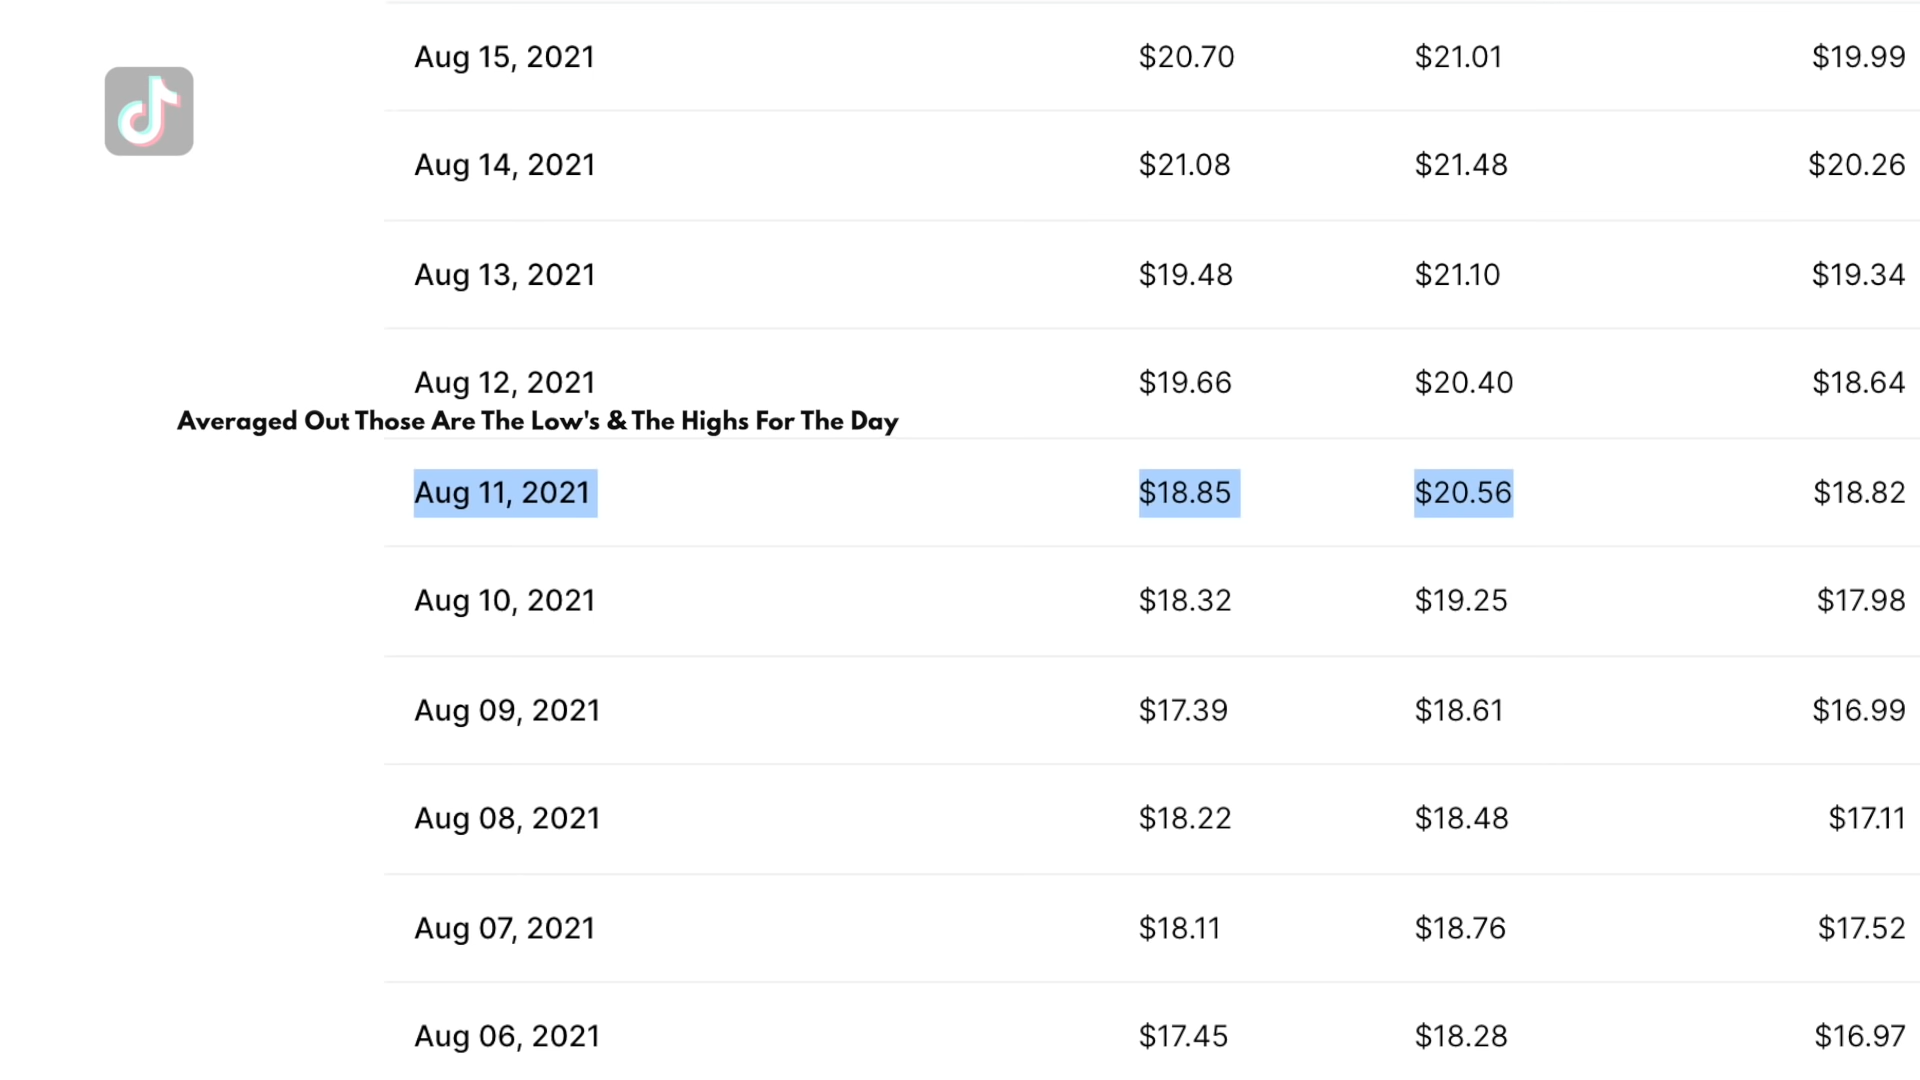 Aug 15, 2021 $20.70 $21.01 $19.99
Aug 14, 2021 $21.08 $21.48 $20.26
Aug 13, 2021 $19.48 $21.10 $19.34
Aug 12, 2021 $19.66 $20.40 $18.64
Averaged Out Those Are The Low's & The Highs For The Day
Aug 11, 2021 $18.85 $20.56 $18.82
Aug 10, 2021 $18.32 $19.25 $17.98
Aug 09, 2021 $17.39 $18.61 $16.99
Aug 08, 2021 $18.22 $18.48 $17.11
Aug 07, 2021 $18.11 $18.76 $17.52
Aug 06, 2021 $17.45 $18.28 $16.97